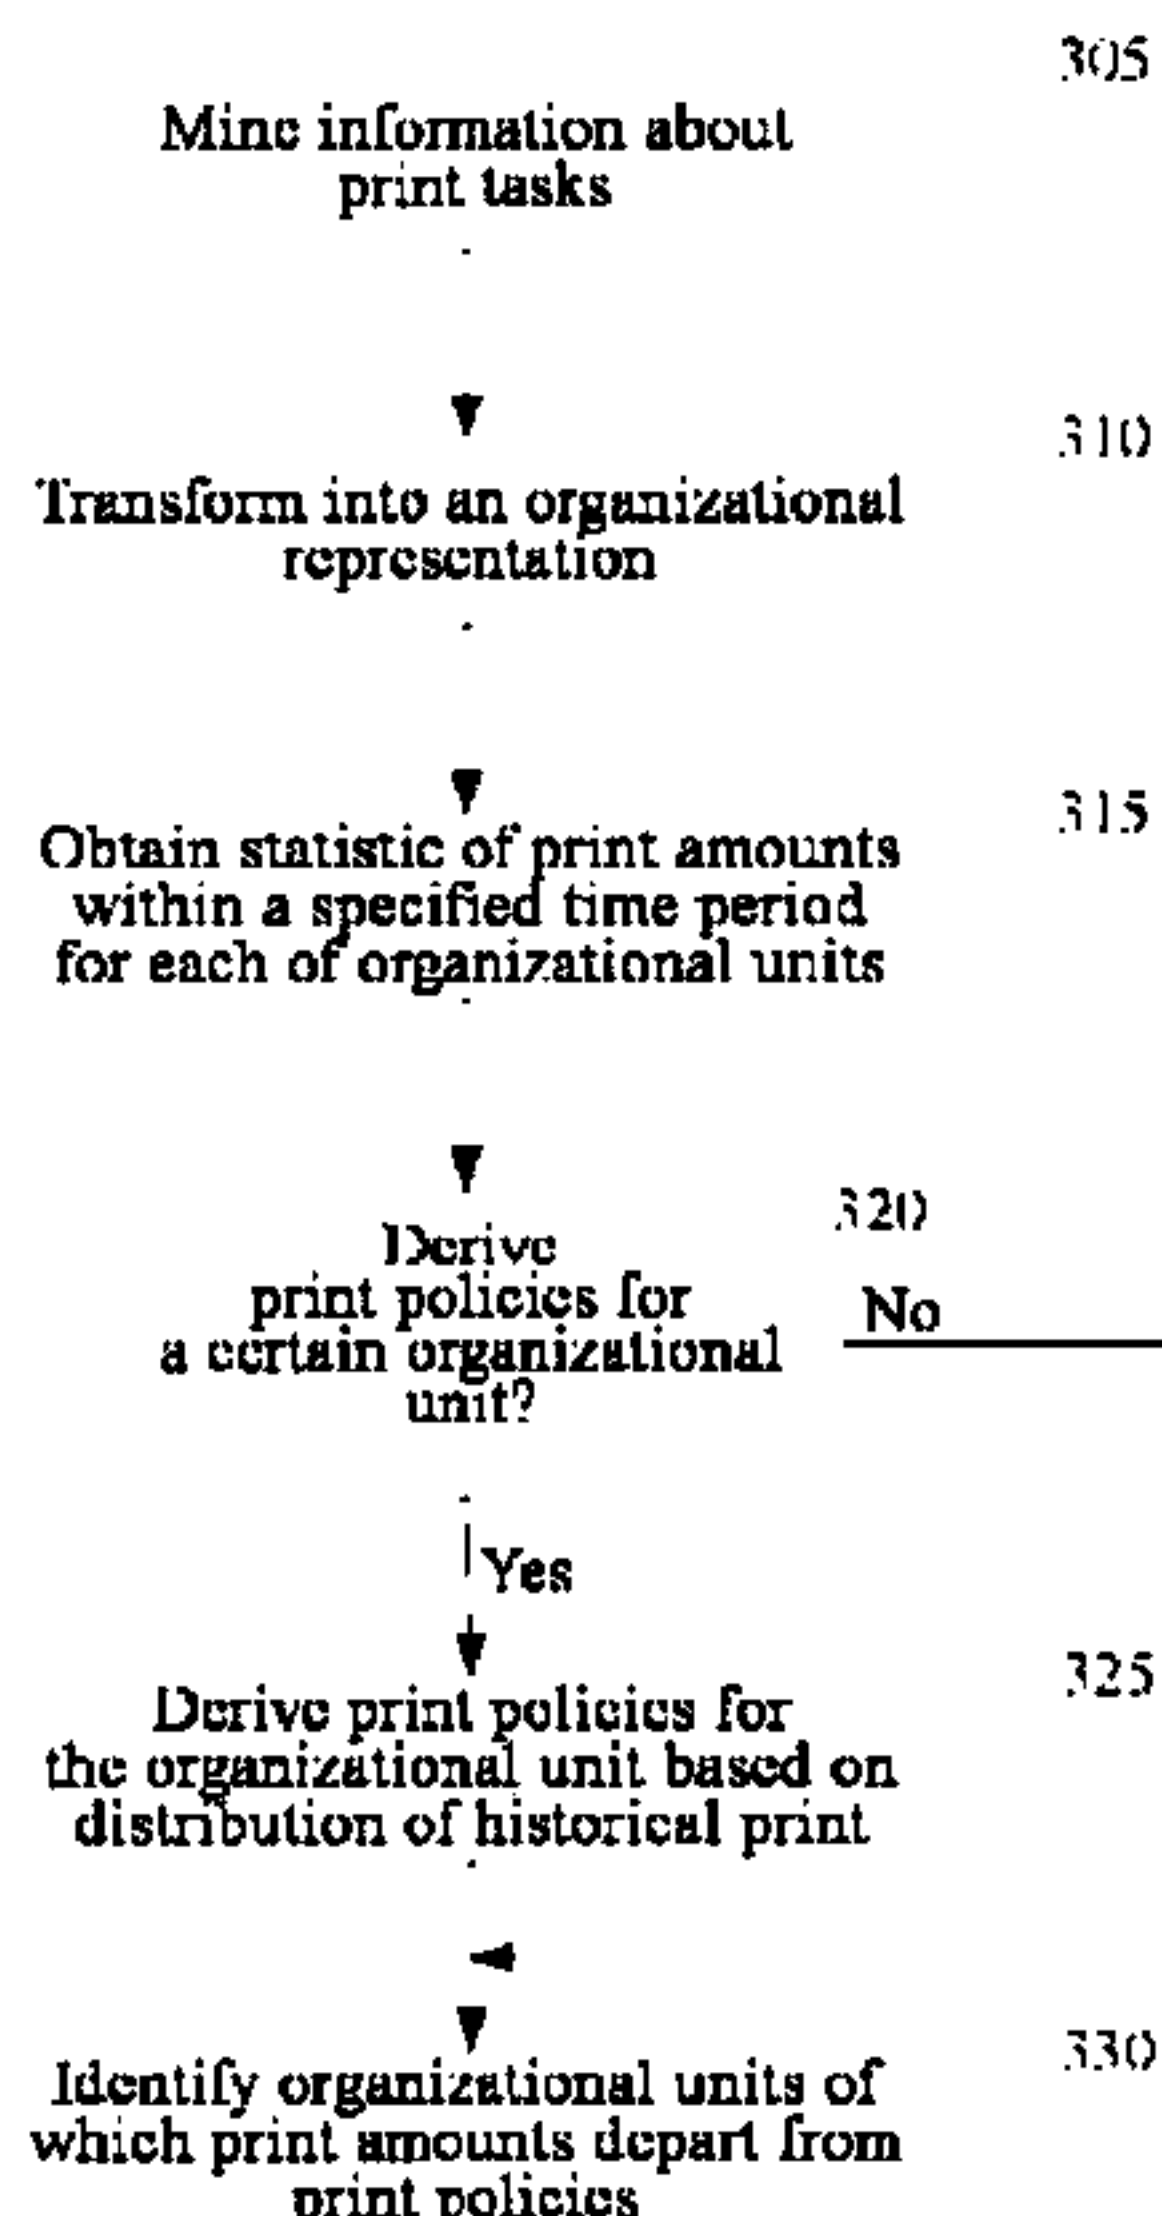 305
Mine information about
print tasks
310
Transform into an organizational
representation
315
Obtain statistic of print amounts
within a specified time period
for each of organizational units
320
Derive
print policies for
a certain organizational
unit?
No
Yes
325
Derive print policies for
the organizational unit based on
distribution of historical print
330
Identify organizational units of
which print amounts depart from
print policies